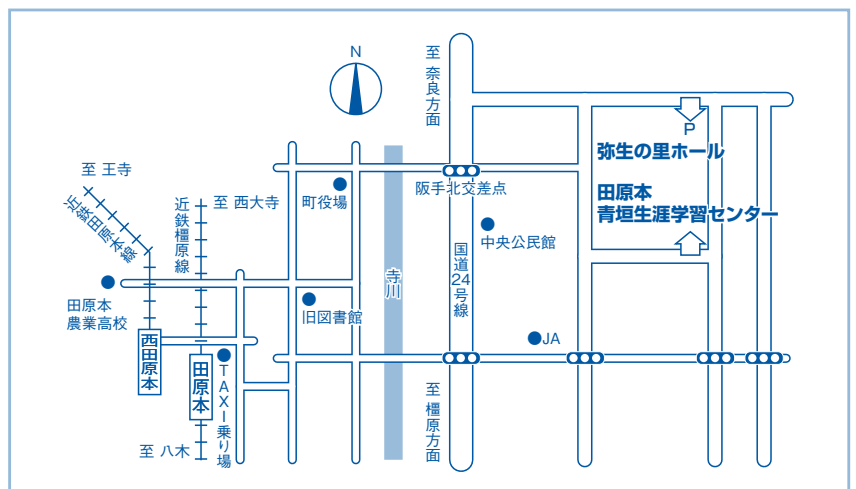 N
至 奈良方面
P
弥生の里ホール
至 王寺
近鉄田原本線
近鉄橿原線
至 西大寺
町役場
阪手北交差点
田原本
青垣生涯学習センター
中央公民館
国道24号線
寺川
田原本
農業高校
旧図書館
西田原本
田原本
TAXI乗り場
JA
至 橿原方面
至 八木